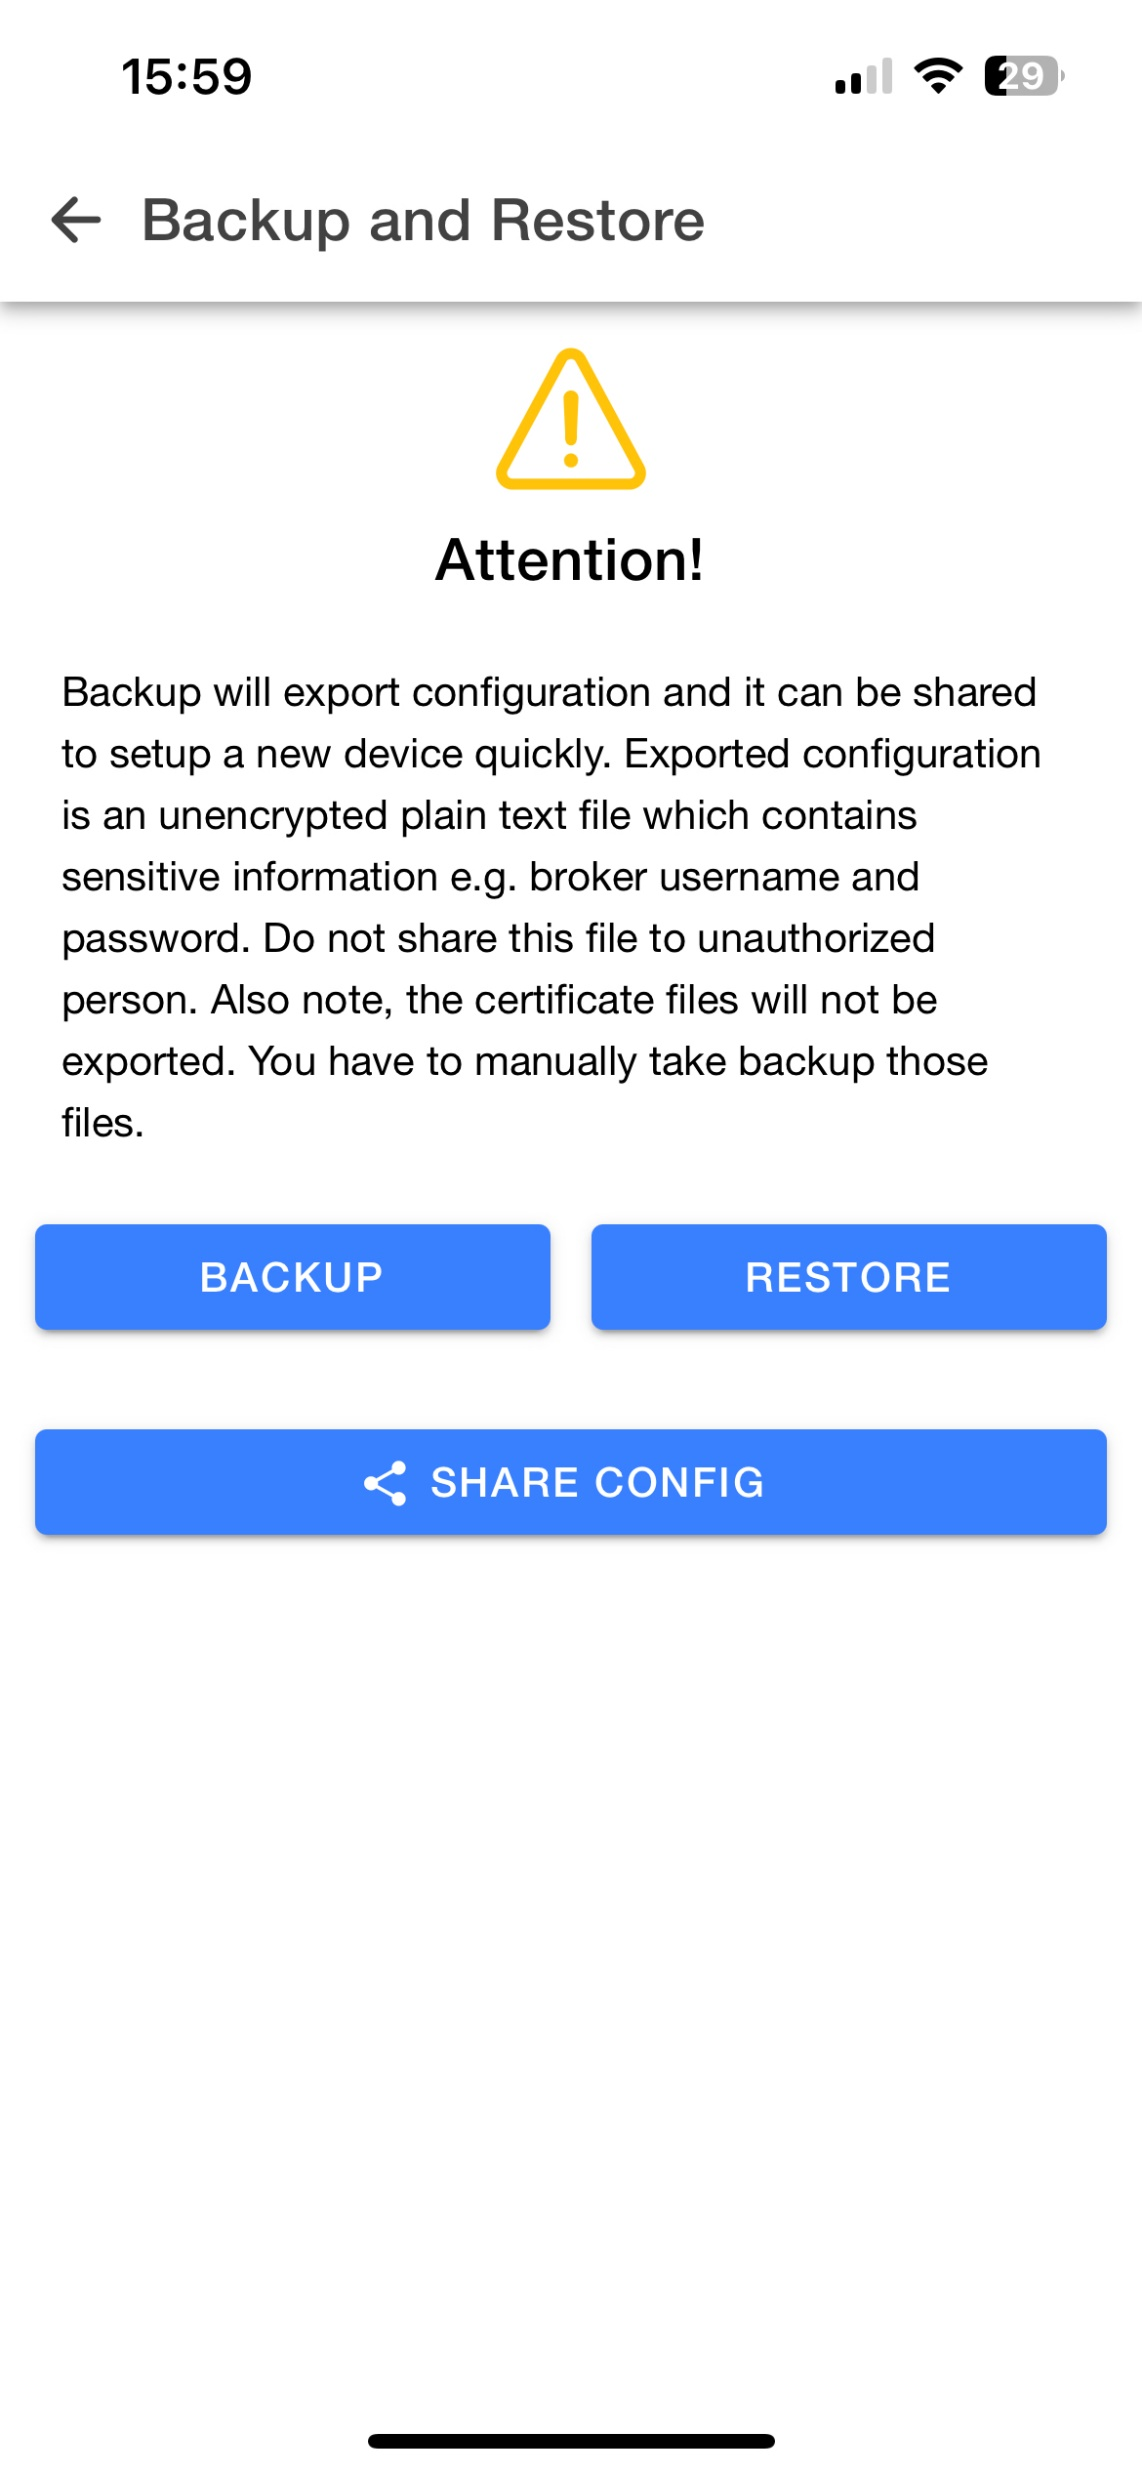 15:59
29
Backup and Restore
Attention!
Backup will export configuration and it can be shared
to setup a new device quickly. Exported configuration
is an unencrypted plain text file which contains
sensitive information e.g. broker username and
password. Do not share this file to unauthorized
person. Also note, the certificate files will not be
exported. You have to manually take backup those
files.
BACKUP
RESTORE
SHARE CONFIG